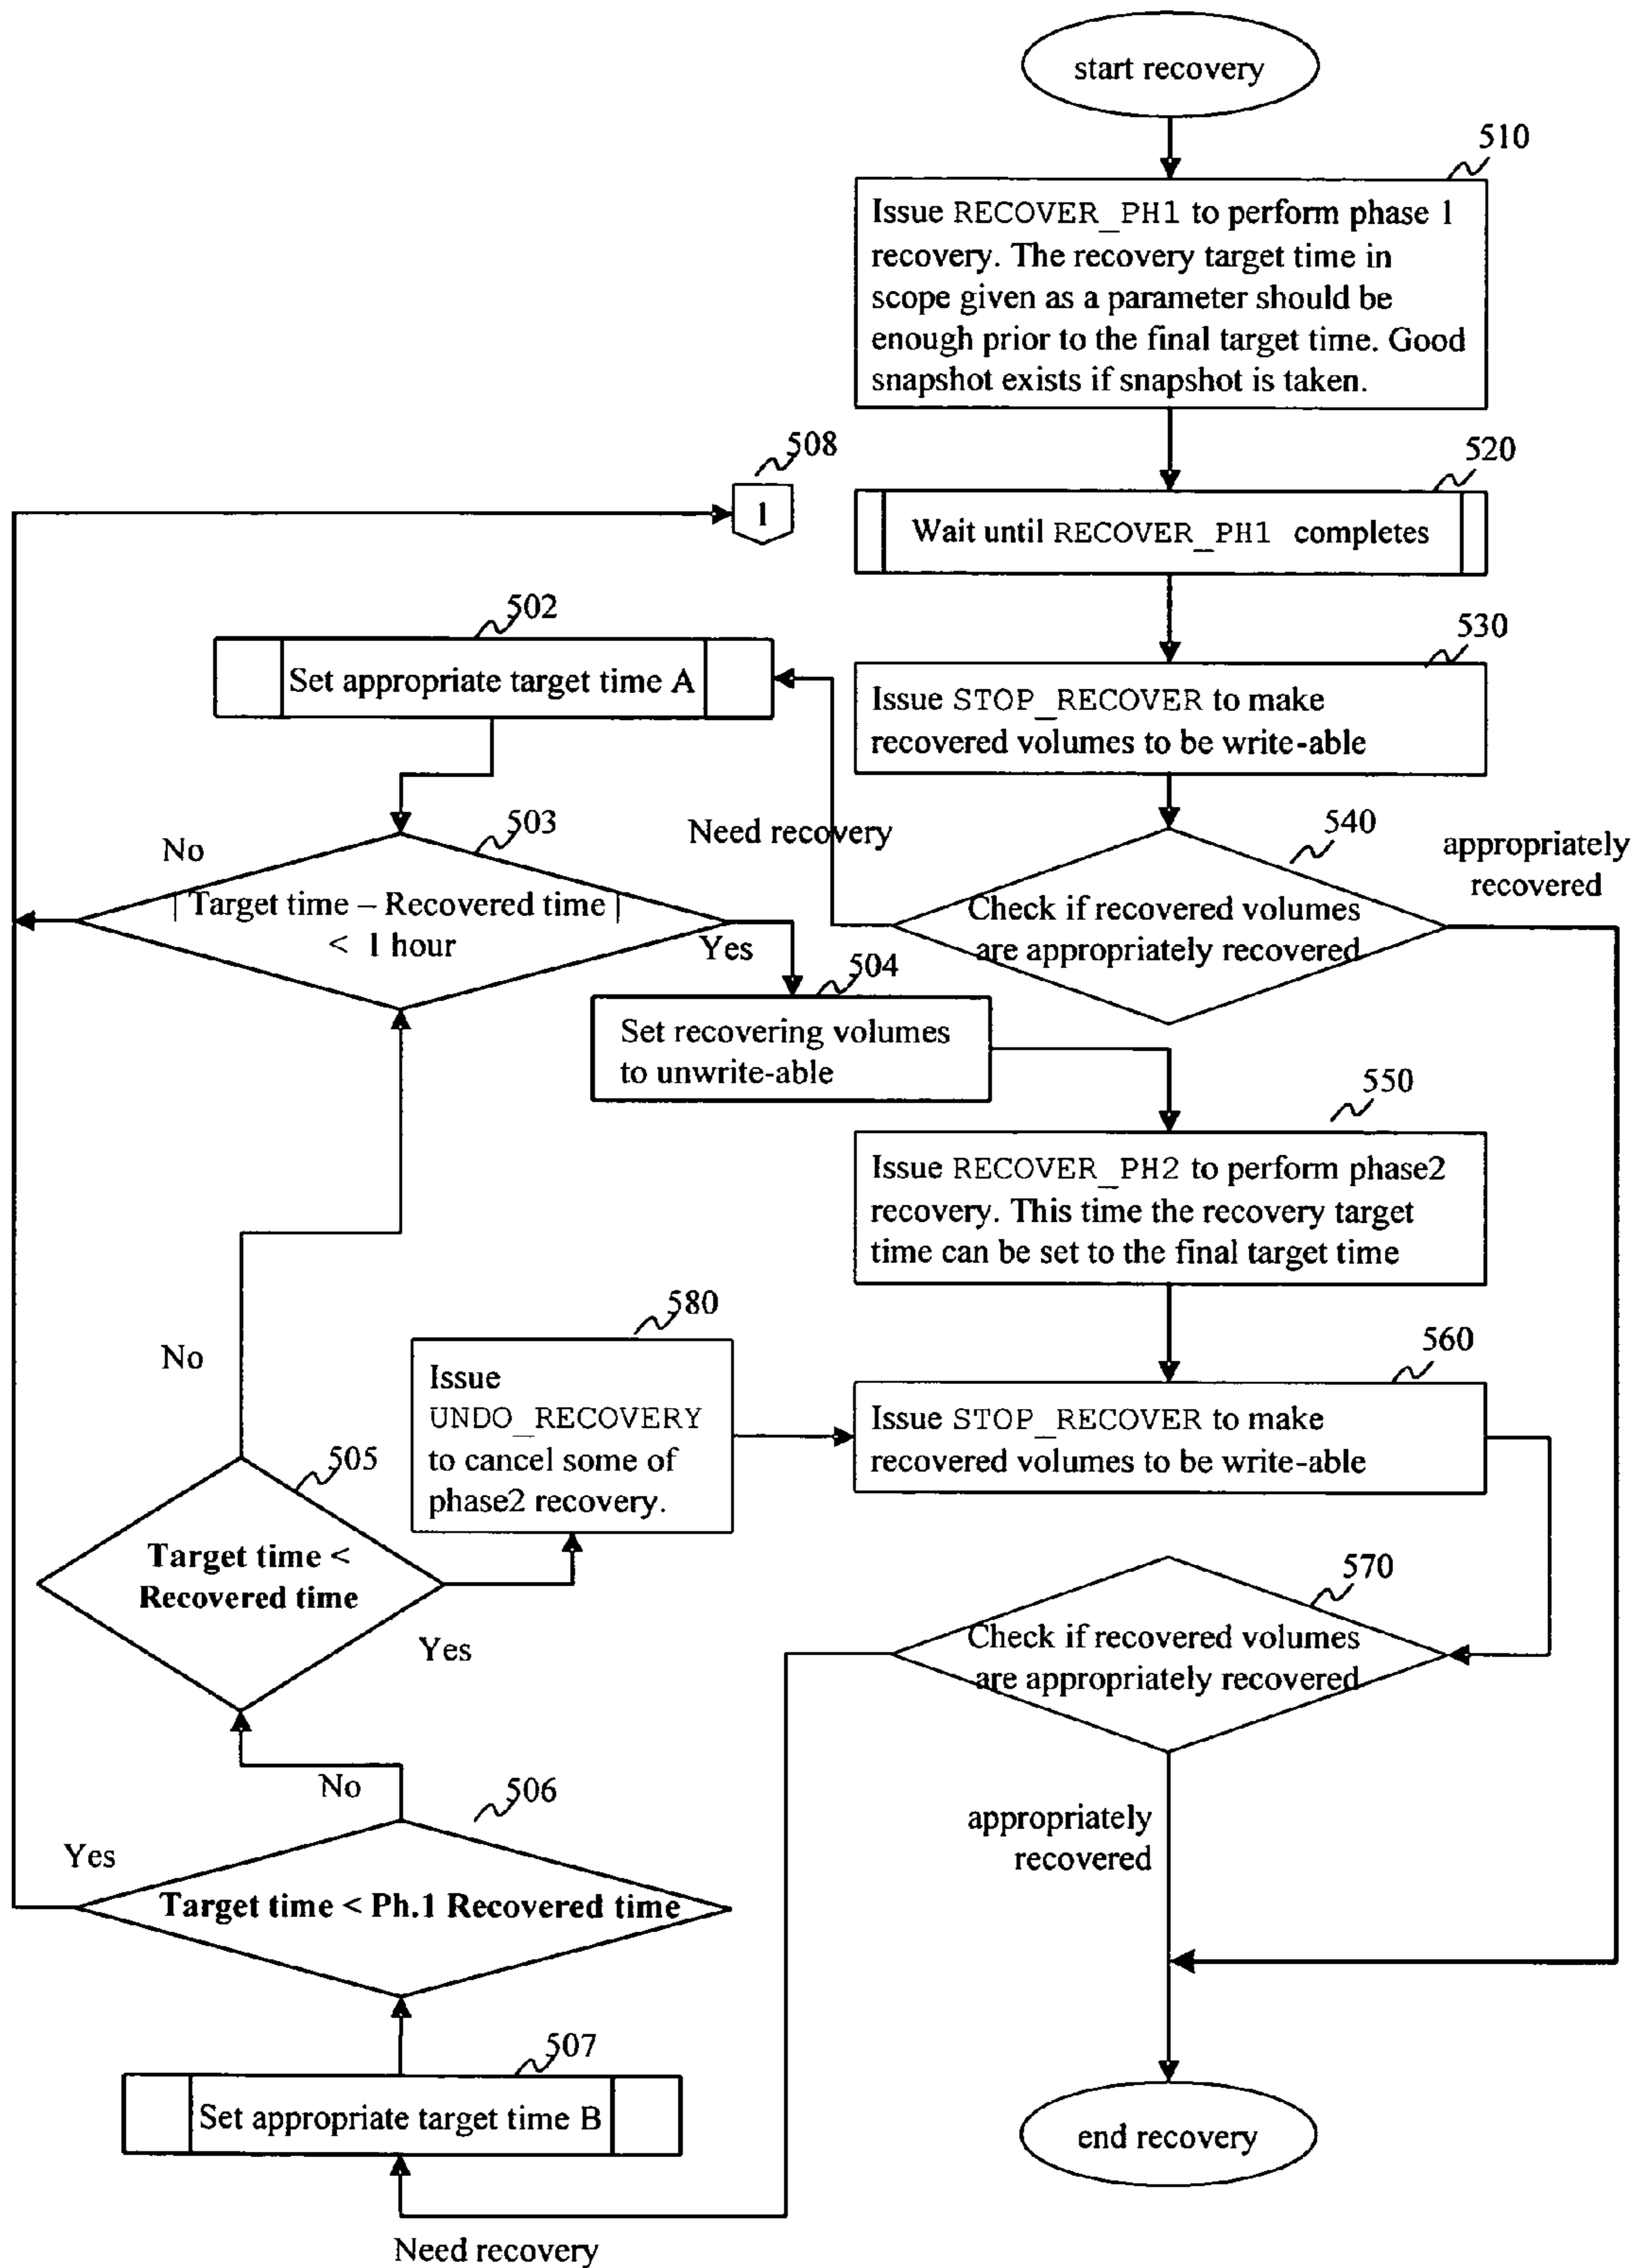 start recovery
510
Issue RECOVER_PH1 to perform phase 1
recovery. The recovery target time in
scope given as a parameter should be
enough prior to the final target time. Good
snapshot exists if snapshot is taken.
508
1
520
Wait until RECOVER_PH1 completes
502
Set appropriate target time A
530
Issue STOP_RECOVER to make
recovered volumes to be write-able
503
No
| Target time – Recovered time |
< 1 hour
Yes
Need recovery
540
appropriately
recovered
Check if recovered volumes
are appropriately recovered
504
Set recovering volumes
to unwrite-able
550
Issue RECOVER_PH2 to perform phase2
recovery. This time the recovery target
time can be set to the final target time
580
Issue
UNDO_RECOVERY
to cancel some of
phase2 recovery.
560
Issue STOP_RECOVER to make
recovered volumes to be write-able
No
505
Target time <
Recovered time
Yes
570
Check if recovered volumes
are appropriately recovered
No
506
Yes
Target time < Ph.1 Recovered time
appropriately
recovered
507
Set appropriate target time B
end recovery
Need recovery